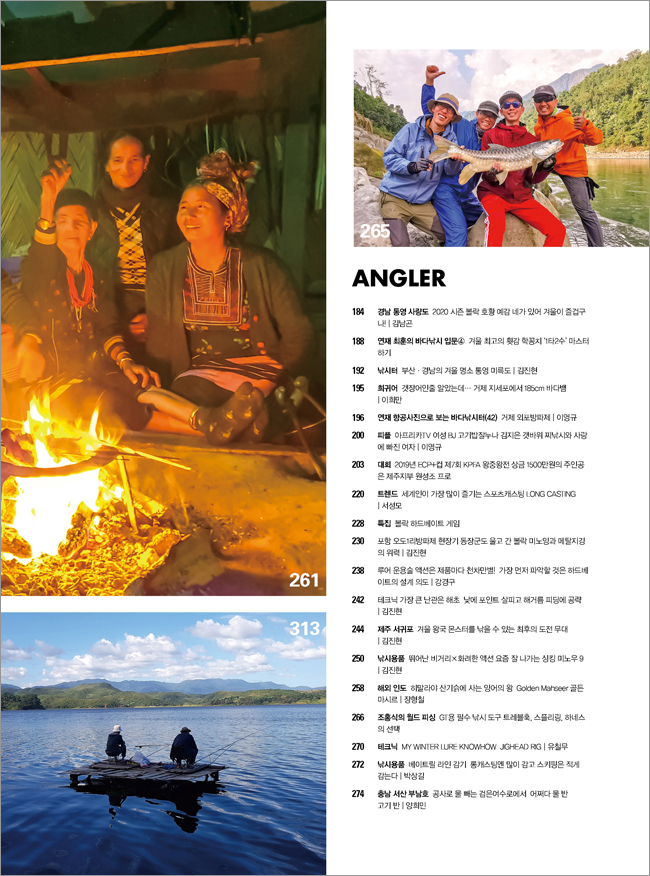 261
313
265
ANGLER
184 경남 통영 사량도 2020 시즌 볼락 호황 예감 네가 있어 겨울이 즐겁구
나! | 김남곤
188 연재 최훈의 바다낚시 입문④ 겨울 최고의 횟감 학꽁치 '1타2수' 마스터
하기
192 낚시터 부산·경남의 겨울 명소 통영 미륵도 | 김진현
195 희귀어 갯장어인줄 알았는데… 거제 지세포에서 185cm 바다뱀
| 이희만
196 연재 항공사진으로 보는 바다낚시터(42) 거제 외포방파제 | 이영규
200 피플 아프리카TV 여성 BJ 고기밥잘누나 김지은 갯바위 찌낚시와 사랑
에 빠진 여자 | 이영규
203 대회 2019년 ECP+컵 제7회 KPFA 왕중왕전 상금 1500만원의 주인공
은 제주지부 원성조 프로
220 트렌드 세계인이 가장 많이 즐기는 스포츠캐스팅 LONG CASTING
| 서성모
228 특집 볼락 하드베이트 게임
230 포항 오도1리방파제 현장기 동장군도 울고 간 볼락 미노잉과 메탈지깅
의 위력 | 김진현
238 루어 운용술 액션은 제품마다 천차만별! 가장 먼저 파악할 것은 하드베
이트의 설계 의도 | 강경구
242 테크닉 가장 큰 난관은 해초 낮에 포인트 살피고 해거름 피딩에 공략
| 김진현
244 제주 서귀포 겨울 왕국 몬스터를 낚을 수 있는 최후의 도전 무대
| 김진현
250 낚시용품 뛰어난 비거리×화려한 액션 요즘 잘 나가는 싱킹 미노우 9
| 김진현
258 해외 인도 히말라야 산기슭에 사는 잉어의 왕 Golden Mahseer 골든
마시르 | 장형철
266 조홍식의 월드 피싱 GT용 필수 낚시 도구 트레블훅, 스플릿링, 하네스
의 선택
270 테크닉 MY WINTER LURE KNOWHOW JIGHEAD RIG | 유철무
272 낚시용품 베이트릴 라인 감기 롱캐스팅엔 많이 감고 스키핑은 적게
감는다 | 박상길
274 충남 서산 부남호 공사로 물 빼는 검은여수로에서 어쩌다 물 반
고기 반 | 양희민